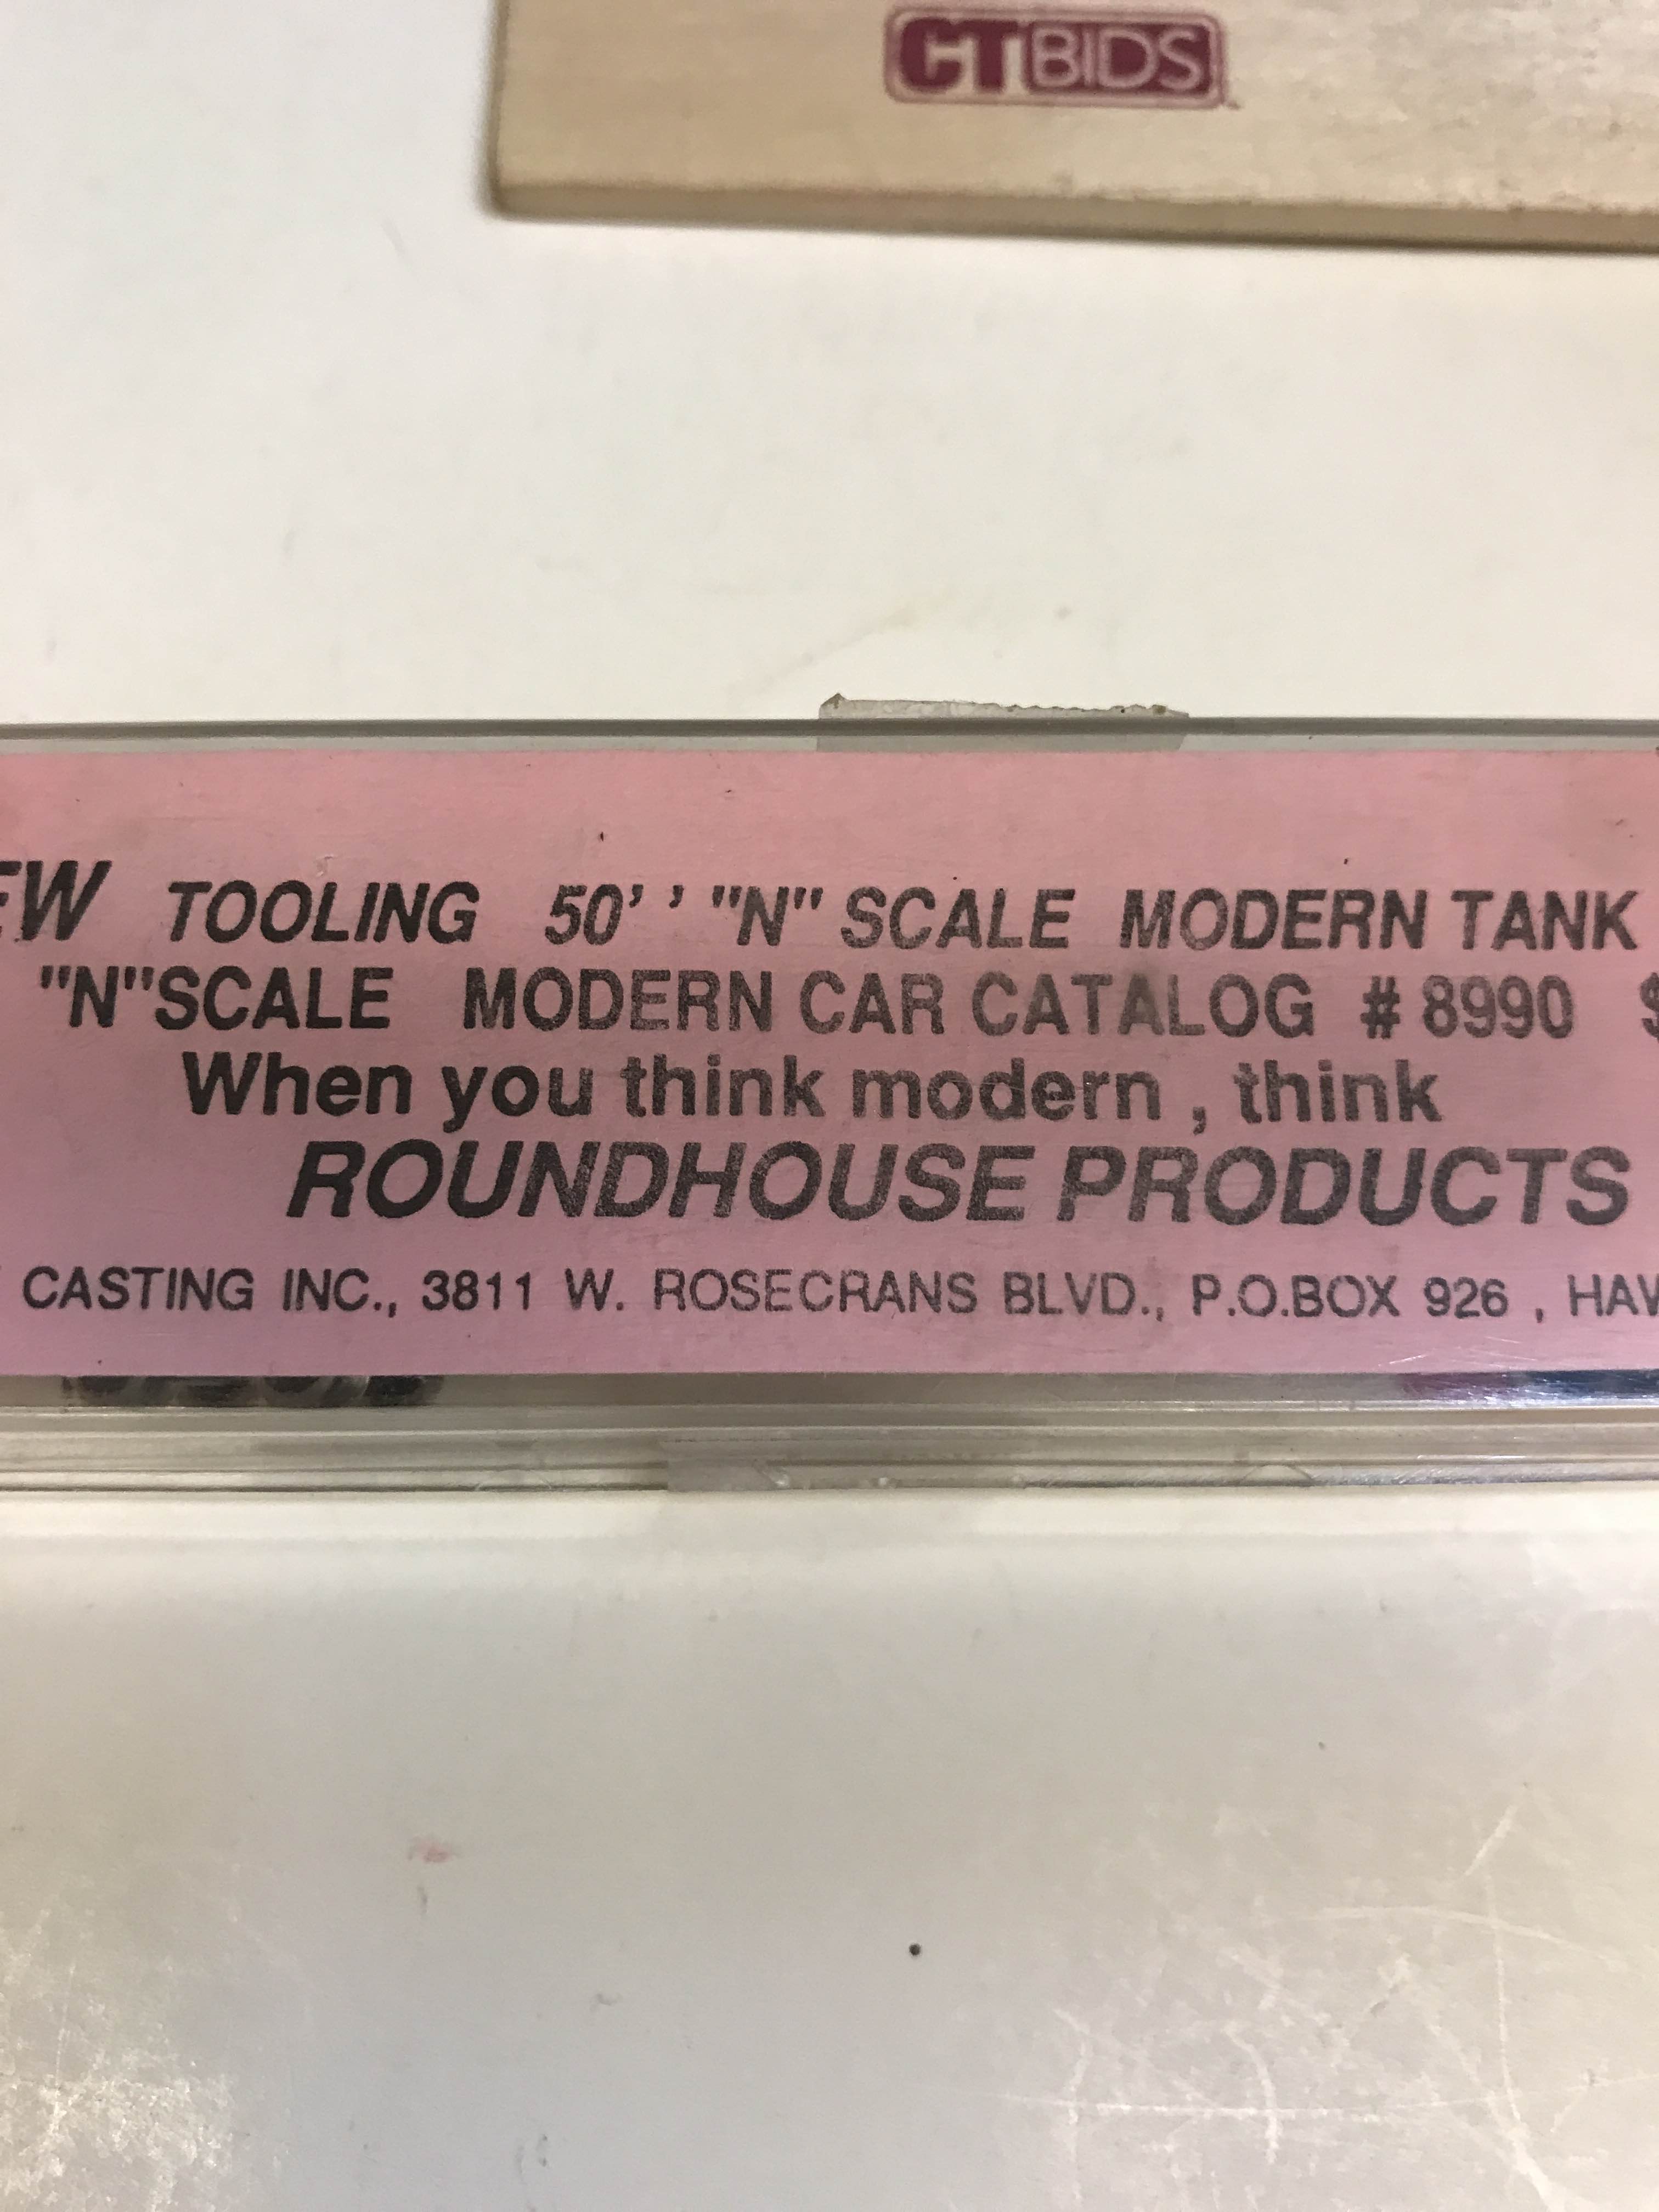 CTBIDS
EW TOOLING 50' ' "N" SCALE MODERN TANK
"N"SCALE MODERN CAR CATALOG # 8990 $
When you think modern , think
ROUNDHOUSE PRODUCTS
CASTING INC., 3811 W. ROSECRANS BLVD., P.O.BOX 926 , HAW